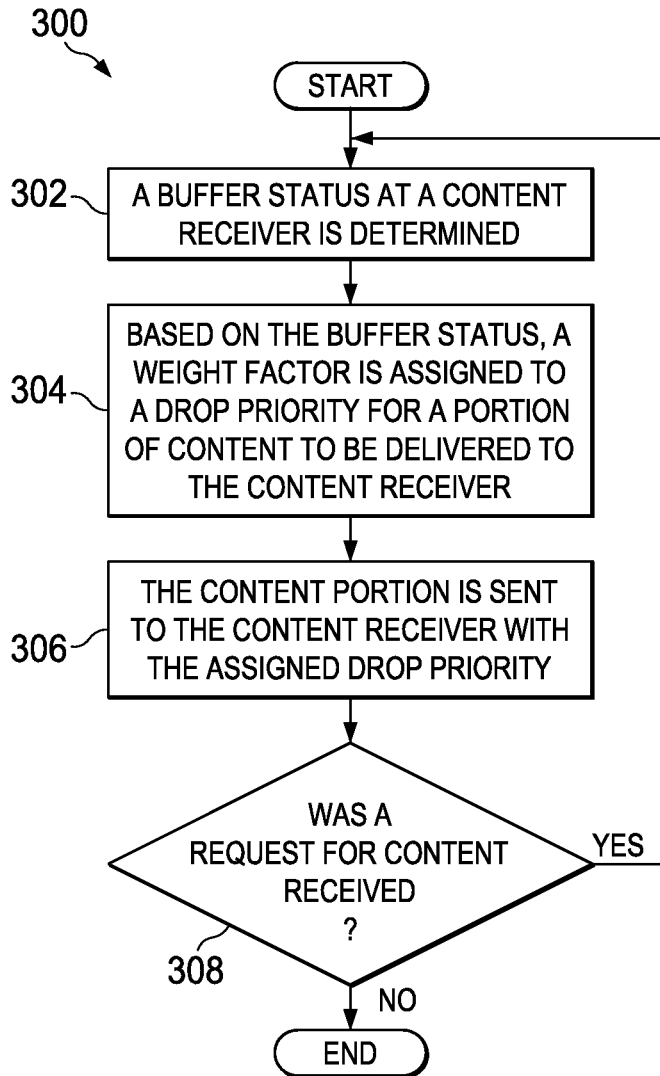 300
START
302
A BUFFER STATUS AT A CONTENT
RECEIVER IS DETERMINED
304
BASED ON THE BUFFER STATUS, A
WEIGHT FACTOR IS ASSIGNED TO
A DROP PRIORITY FOR A PORTION
OF CONTENT TO BE DELIVERED TO
THE CONTENT RECEIVER
306
THE CONTENT PORTION IS SENT
TO THE CONTENT RECEIVER WITH
THE ASSIGNED DROP PRIORITY
WAS A
REQUEST FOR CONTENT
RECEIVED
?
YES
308
NO
END